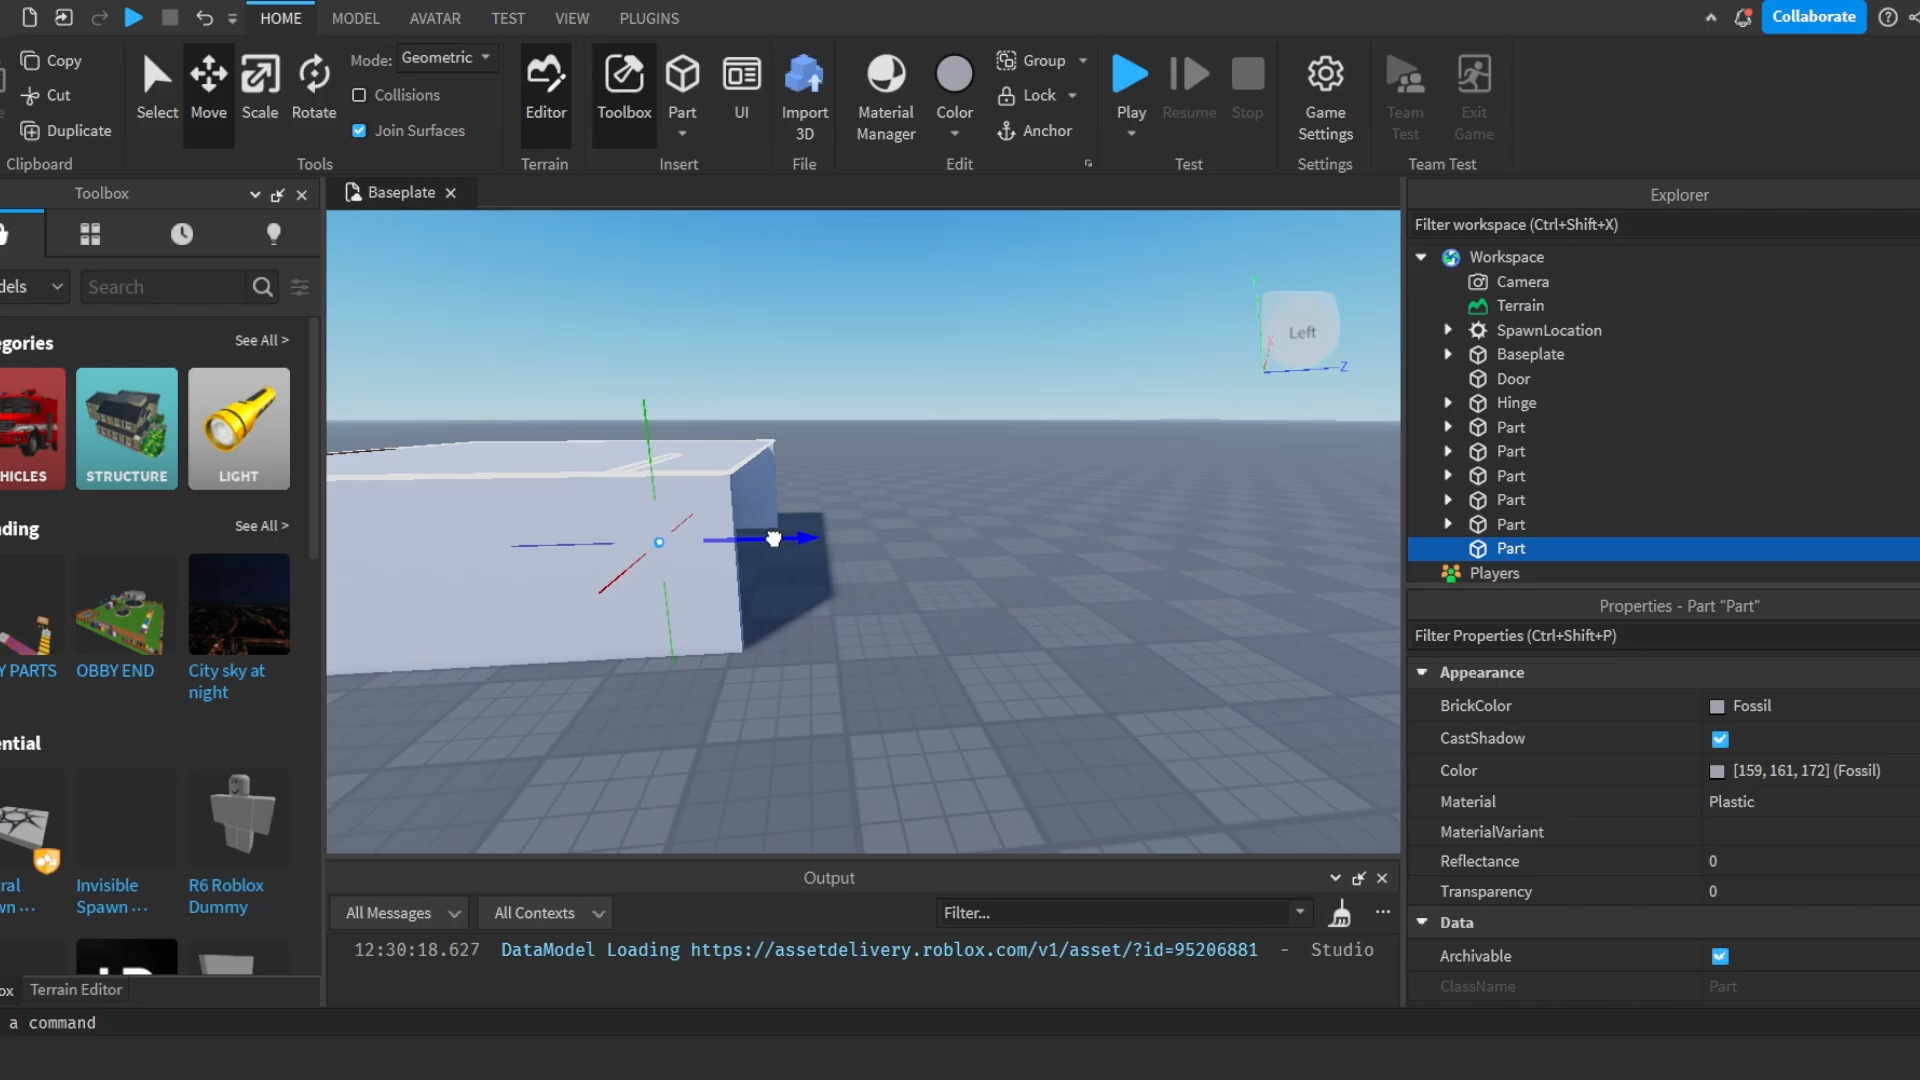 HOME
MODEL
AVATAR
TEST
VIEW
PLUGINS
Collaborate
Copy
Cut
Duplicate
Clipboard
Select
Move
Scale
Rotate
Mode: Geometric
Collisions
Join Surfaces
Tools
Editor
Terrain
Toolbox
Part
UI
Insert
Import
3D
File
Material
Manager
Color
Group
Lock
Anchor
Edit
Play
Resume
Stop
Test
Game
Settings
Settings
Team
Test
Exit
Game
Team Test
Toolbox
dels
Search
egories
See All >
HICLES
STRUCTURE
LIGHT
nding
See All >
Y PARTS
OBBY END
City sky at
night
ential
ral
wn ...
Invisible
Spawn ...
R6 Roblox
Dummy
ox
Terrain Editor
a command
Baseplate
Y
X
Left
Z
Output
All Messages
All Contexts
Filter...
12:30:18.627 DataModel Loading https://assetdelivery.roblox.com/v1/asset/?id=95206881 - Studio
Explorer
Filter workspace (Ctrl+Shift+X)
Workspace
Camera
Terrain
SpawnLocation
Baseplate
Door
Hinge
Part
Part
Part
Part
Part
Part
Players
Properties - Part "Part"
Filter Properties (Ctrl+Shift+P)
Appearance
BrickColor Fossil
CastShadow
Color [159, 161, 172] (Fossil)
Material Plastic
MaterialVariant
Reflectance 0
Transparency 0
Data
Archivable
ClassName Part